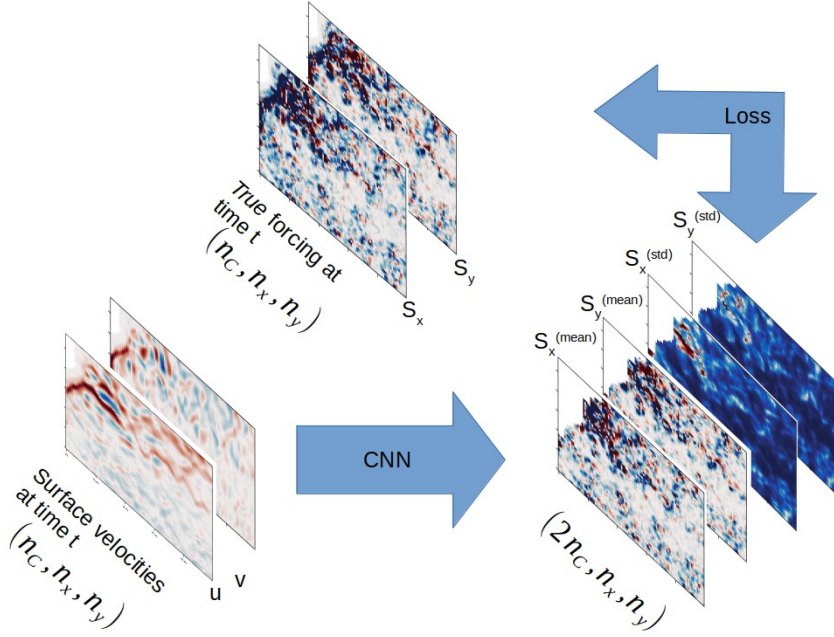 Loss
True forcing at
time t
(n_C, n_x, n_y)
S_x
S_y
S_x^(mean)
S_y^(mean)
S_x^(std)
S_y^(std)
Surface velocities
at time t
(n_C, n_x, n_y)
u
v
CNN
(2n_C, n_x, n_y)